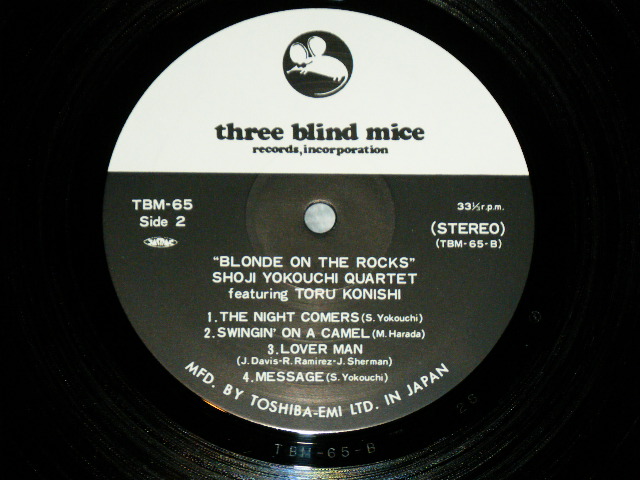 three blind mice
records, incorporation
TBM-65
Side 2
33⅓ r.p.m.
(STEREO)
(TBM-65-B)
"BLONDE ON THE ROCKS"
SHOJI YOKOUCHI QUARTET
featuring TORU KONISHI
1. THE NIGHT COMERS (S. Yokouchi)
2. SWINGIN' ON A CAMEL (M. Harada)
3. LOVER MAN
(J. Davis-R. Ramirez-J. Sherman)
4. MESSAGE (S. Yokouchi)
MFD. BY TOSHIBA-EMI LTD. IN JAPAN
TBM-65-B